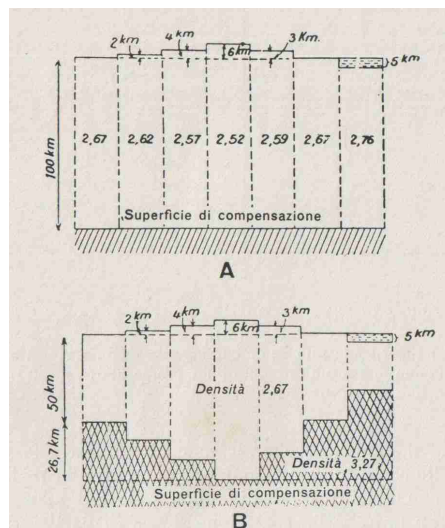 2 km 4 km 6 km 3 Km.
5 km
100 km
2,67 2,62 2,57 2,52 2,59 2,67 2,76
Superficie di compensazione
A
2 km 4 km 6 km 3 km
5 km
50 km
Densità 2,67
26,7 km
Densità 3,27
Superficie di compensazione
B